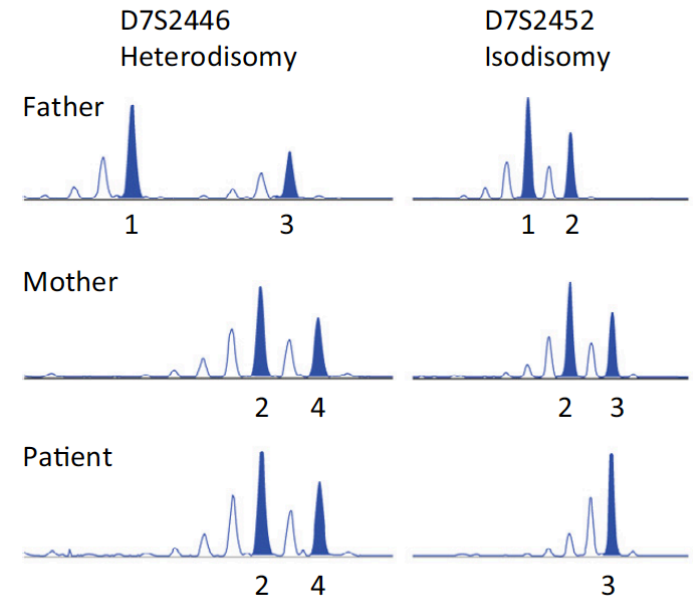 D7S2446
Heterodisomy
D7S2452
Isodisomy
Father
1 3
1 2
Mother
2 4
2 3
Patient
2 4
3